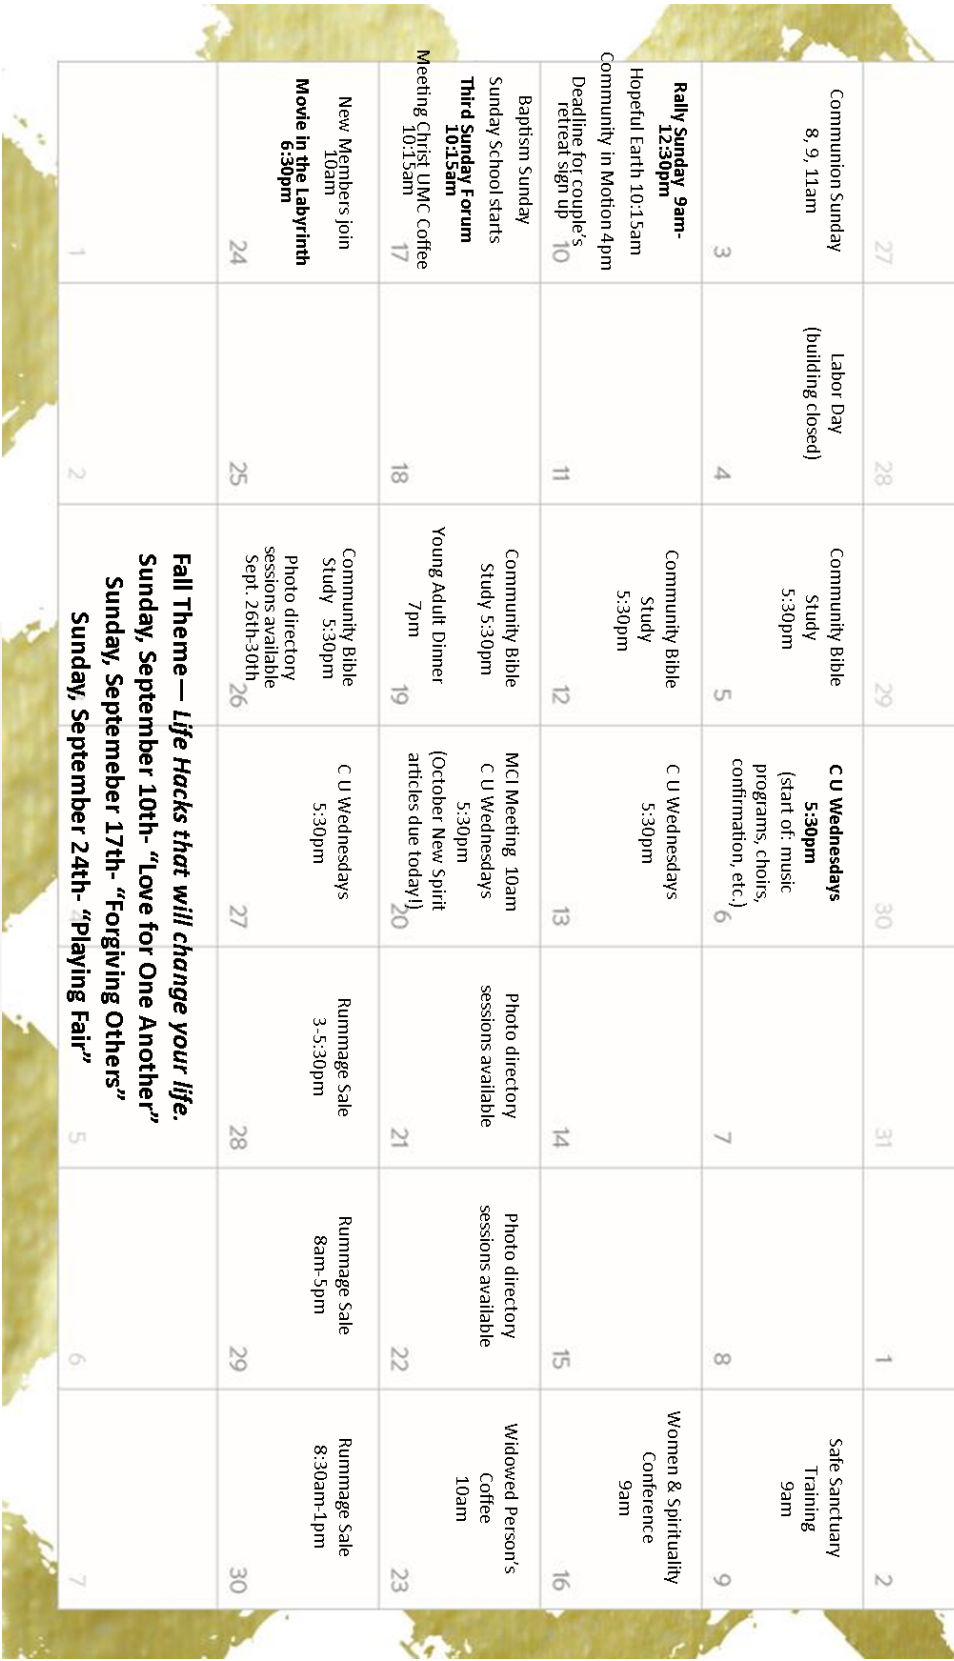 27
28
29
30
31
1
2
Communion Sunday
8, 9, 11am
3
Labor Day
(building closed)
4
Community Bible
Study
5:30pm
5
C U Wednesdays
5:30pm
(start of: music
programs, choirs,
confirmation, etc.)
6
7
8
Safe Sanctuary
Training
9am
9
Rally Sunday 9am-
12:30pm
Hopeful Earth 10:15am
Community in Motion 4pm
Deadline for couple's
retreat sign up
10
11
Community Bible
Study
5:30pm
12
C U Wednesdays
5:30pm
13
14
15
Women & Spirituality
Conference
9am
16
Baptism Sunday
Sunday School starts
Third Sunday Forum
10:15am
Meeting Christ UMC Coffee
10:15am
17
18
Community Bible
Study 5:30pm
Young Adult Dinner
7pm
19
MCI Meeting 10am
C U Wednesdays
5:30pm
(October New Spirit
articles due today!)
20
Photo directory
sessions available
21
Photo directory
sessions available
22
Widowed Person's
Coffee
10am
23
New Members join
10am
Movie in the Labyrinth
6:30pm
24
25
Community Bible
Study 5:30pm
Photo directory
sessions available
Sept. 26th-30th
26
C U Wednesdays
5:30pm
27
Rummage Sale
3-5:30pm
28
Rummage Sale
8am-5pm
29
Rummage Sale
8:30am-1pm
30
Fall Theme— Life Hacks that will change your life.
Sunday, September 10th- “Love for One Another”
Sunday, Septemeber 17th- “Forgiving Others”
Sunday, September 24th- “Playing Fair”
1
2
4
5
6
7